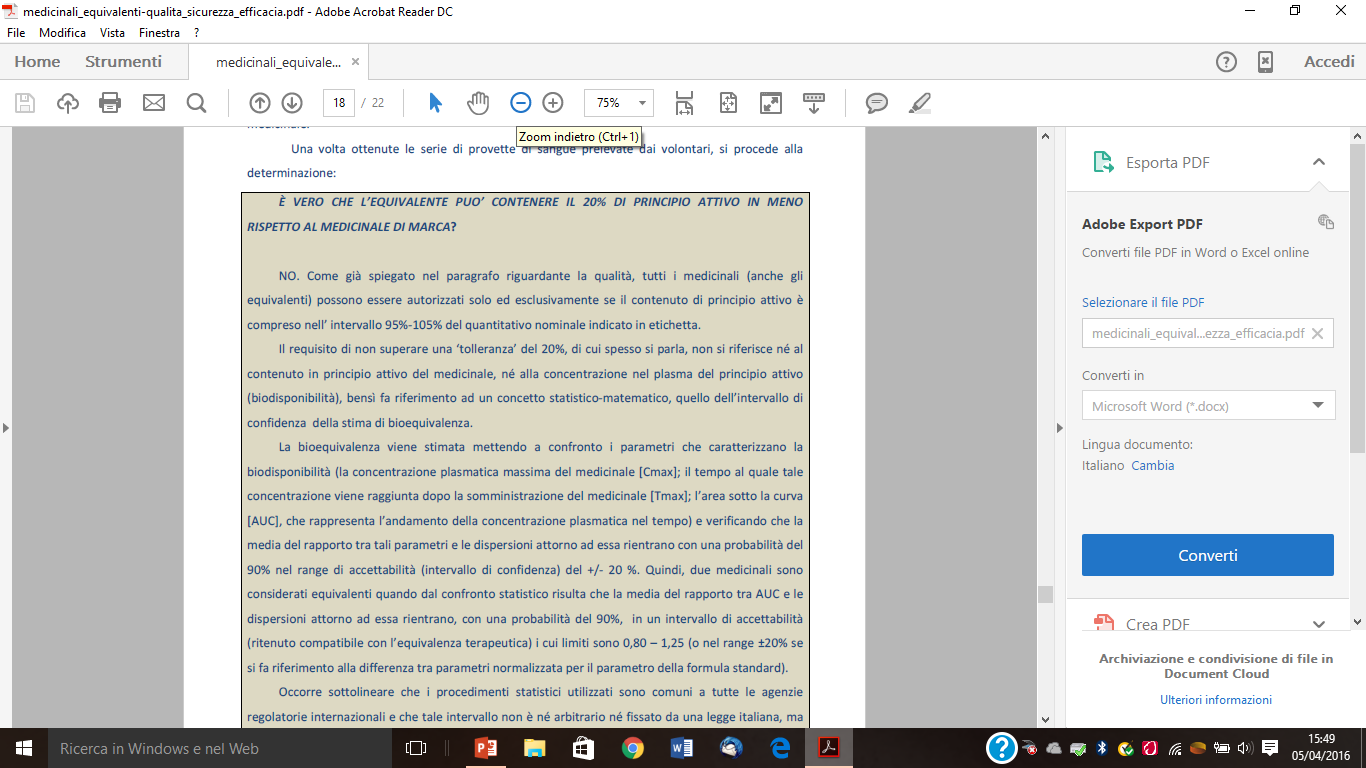 medicinali_equivalenti-qualita_sicurezza_efficacia.pdf - Adobe Acrobat Reader DC
File Modifica Vista Finestra ?
Home Strumenti medicinali_equivale... × ? Accedi
18 / 22 75%
Zoom indietro (Ctrl+1)
Una volta ottenute le serie di provette di sangue prelevate dai volontari, si procede alla
determinazione:
È VERO CHE L’EQUIVALENTE PUO’ CONTENERE IL 20% DI PRINCIPIO ATTIVO IN MENO
RISPETTO AL MEDICINALE DI MARCA?
NO. Come già spiegato nel paragrafo riguardante la qualità, tutti i medicinali (anche gli
equivalenti) possono essere autorizzati solo ed esclusivamente se il contenuto di principio attivo è
compreso nell’ intervallo 95%-105% del quantitativo nominale indicato in etichetta.
Il requisito di non superare una ‘tolleranza’ del 20%, di cui spesso si parla, non si riferisce né al
contenuto in principio attivo del medicinale, né alla concentrazione nel plasma del principio attivo
(biodisponibilità), bensì fa riferimento ad un concetto statistico-matematico, quello dell’intervallo di
confidenza della stima di bioequivalenza.
La bioequivalenza viene stimata mettendo a confronto i parametri che caratterizzano la
biodisponibilità (la concentrazione plasmatica massima del medicinale [Cmax]; il tempo al quale tale
concentrazione viene raggiunta dopo la somministrazione del medicinale [Tmax]; l’area sotto la curva
[AUC], che rappresenta l’andamento della concentrazione plasmatica nel tempo) e verificando che la
media del rapporto tra tali parametri e le dispersioni attorno ad essa rientrano con una probabilità del
90% nel range di accettabilità (intervallo di confidenza) del +/- 20 %. Quindi, due medicinali sono
considerati equivalenti quando dal confronto statistico risulta che la media del rapporto tra AUC e le
dispersioni attorno ad essa rientrano, con una probabilità del 90%, in un intervallo di accettabilità
(ritenuto compatibile con l’equivalenza terapeutica) i cui limiti sono 0,80 – 1,25 (o nel range ±20% se
si fa riferimento alla differenza tra parametri normalizzata per il parametro della formula standard).
Occorre sottolineare che i procedimenti statistici utilizzati sono comuni a tutte le agenzie
regolatorie internazionali e che tale intervallo non è né arbitrario né fissato da una legge italiana, ma
Esporta PDF
Adobe Export PDF
Converti file PDF in Word o Excel online
Selezionare il file PDF
medicinali_equival...ezza_efficacia.pdf ×
Converti in
Microsoft Word (*.docx)
Lingua documento:
Italiano Cambia
Converti
Crea PDF
Archiviazione e condivisione di file in
Document Cloud
Ulteriori informazioni
Ricerca in Windows e nel Web
15:49
05/04/2016